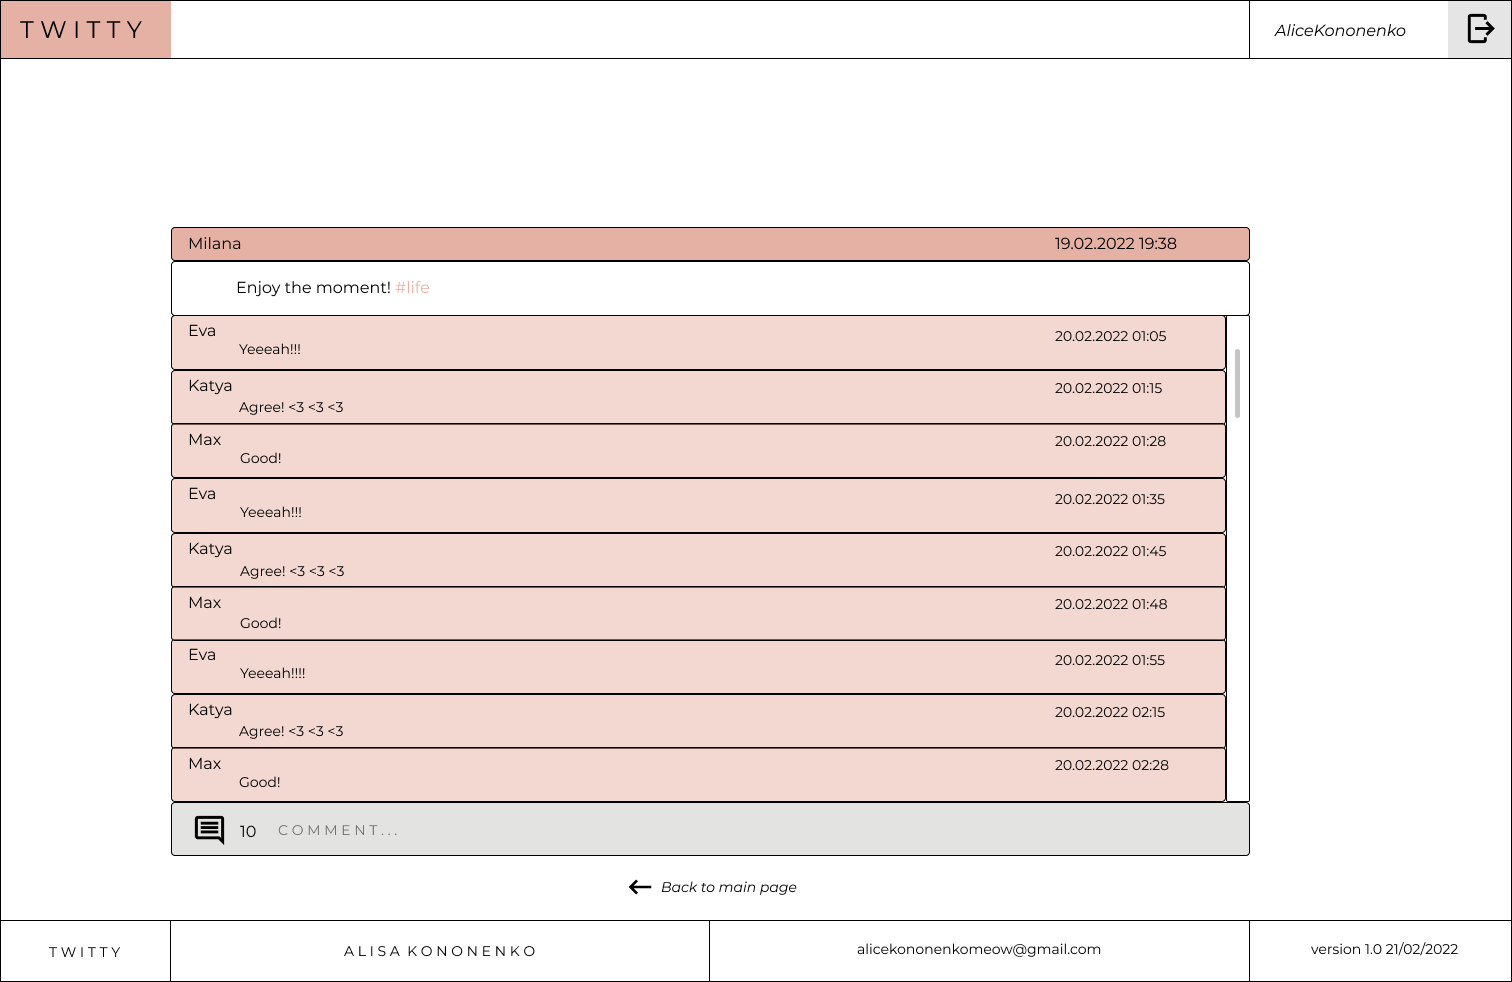 TWITTY
AliceKononenko
Milana 19.02.2022 19:38
Enjoy the moment! #life
Eva 20.02.2022 01:05
Yeeeah!!!
Katya 20.02.2022 01:15
Agree! <3 <3 <3
Max 20.02.2022 01:28
Good!
Eva 20.02.2022 01:35
Yeeeah!!!
Katya 20.02.2022 01:45
Agree! <3 <3 <3
Max 20.02.2022 01:48
Good!
Eva 20.02.2022 01:55
Yeeeah!!!!
Katya 20.02.2022 02:15
Agree! <3 <3 <3
Max 20.02.2022 02:28
Good!
10 COMMENT...
Back to main page
TWITTY
ALISA KONONENKO
alicekononenkomeow@gmail.com
version 1.0 21/02/2022